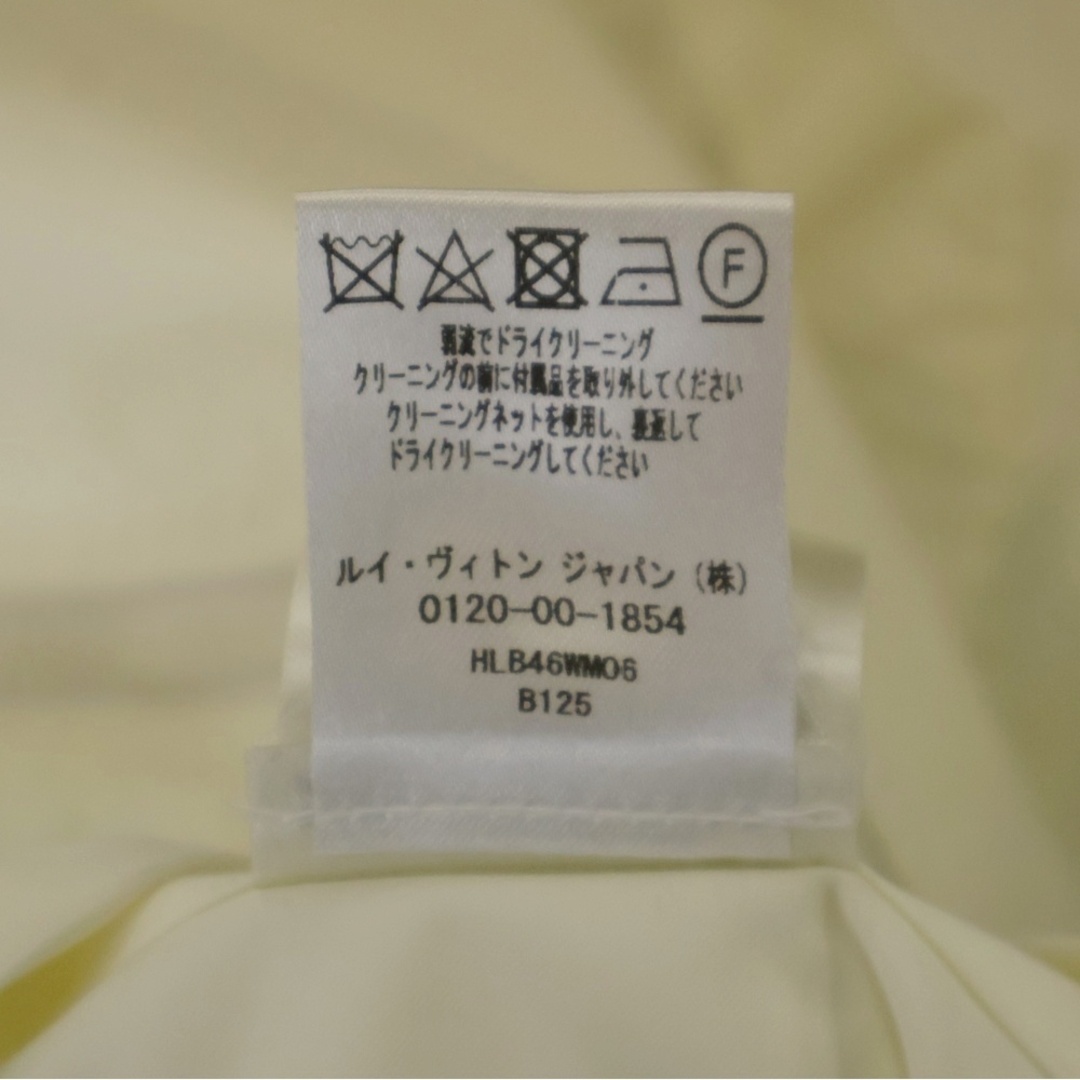 F
弱流でドライクリーニング
クリーニングの前に付属品を取り外してください
クリーニングネットを使用し、裏返して
ドライクリーニングしてください
ルイ・ヴィトン ジャパン (株)
0120-00-1854
HLB46WM06
B125